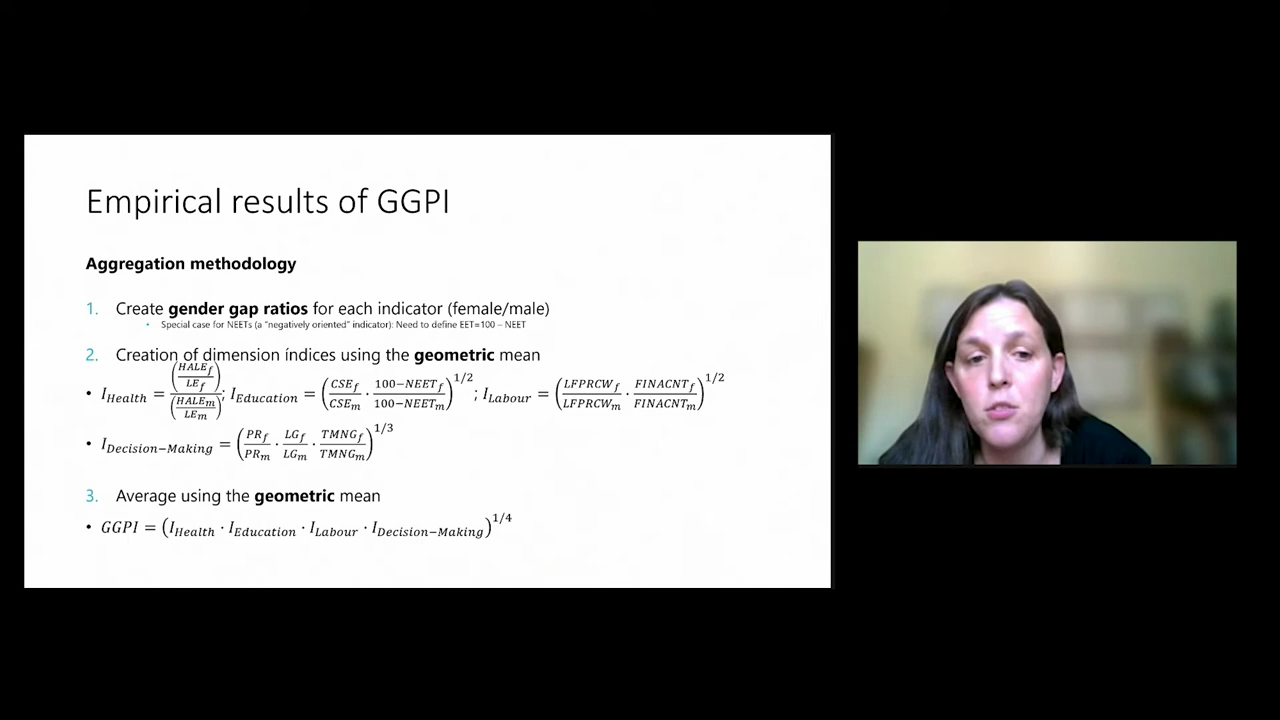 Empirical results of GGPI
Aggregation methodology
1. Create gender gap ratios for each indicator (female/male)
• Special case for NEETs (a "negatively oriented" indicator): Need to define EET=100 – NEET
2. Creation of dimension índices using the geometric mean
• I_Health = (HALE_f/LE_f)/(HALE_m/LE_m); I_Education = (CSE_f/CSE_m · 100−NEET_f/100−NEET_m)^1/2; I_Labour = (LFPRCW_f/LFPRCW_m · FINACNT_f/FINACNT_m)^1/2
• I_Decision−Making = (PR_f/PR_m · LG_f/LG_m · TMNG_f/TMNG_m)^1/3
3. Average using the geometric mean
• GGPI = (I_Health · I_Education · I_Labour · I_Decision−Making)^1/4